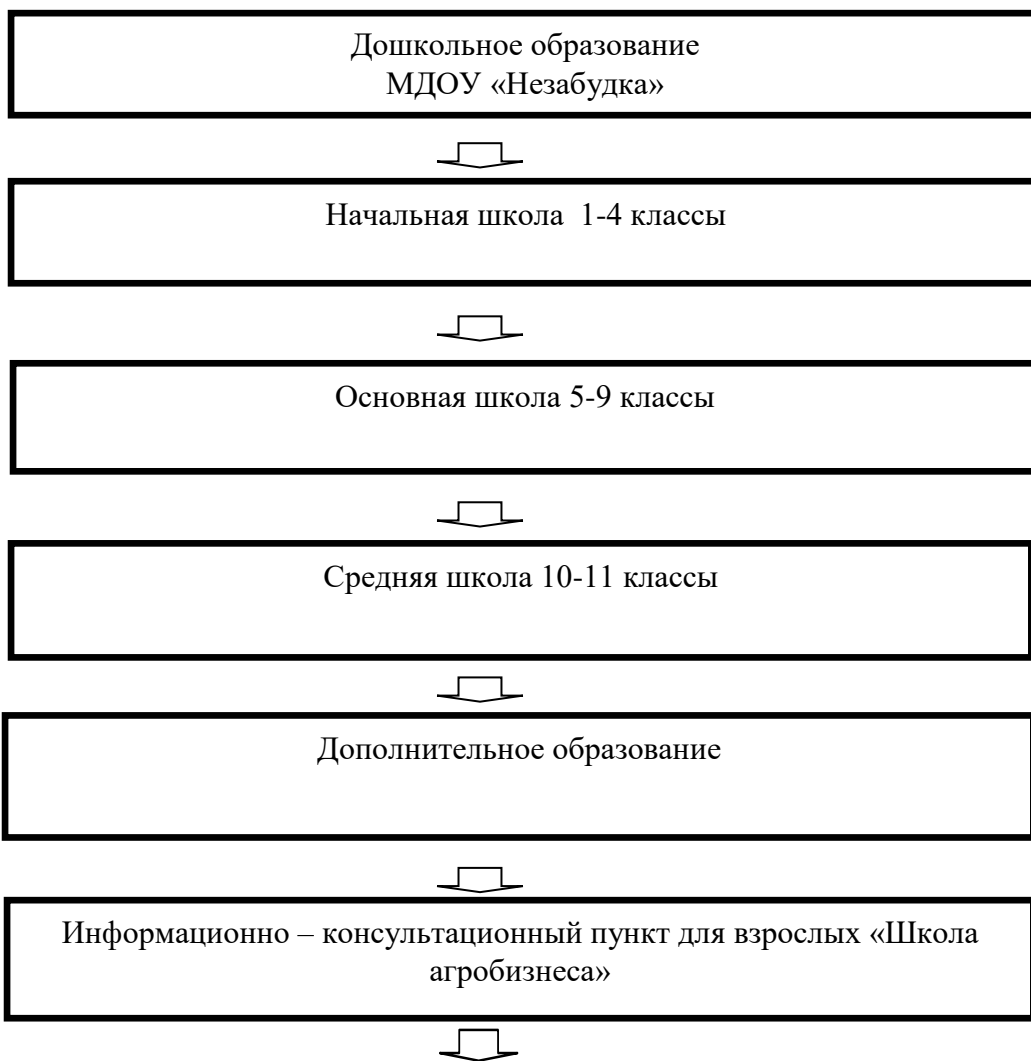 Дошкольное образование
МДОУ «Незабудка»
Начальная школа  1-4 классы
Основная школа 5-9 классы
Средняя школа 10-11 классы
Дополнительное образование
Информационно – консультационный пункт для взрослых «Школа
агробизнеса»